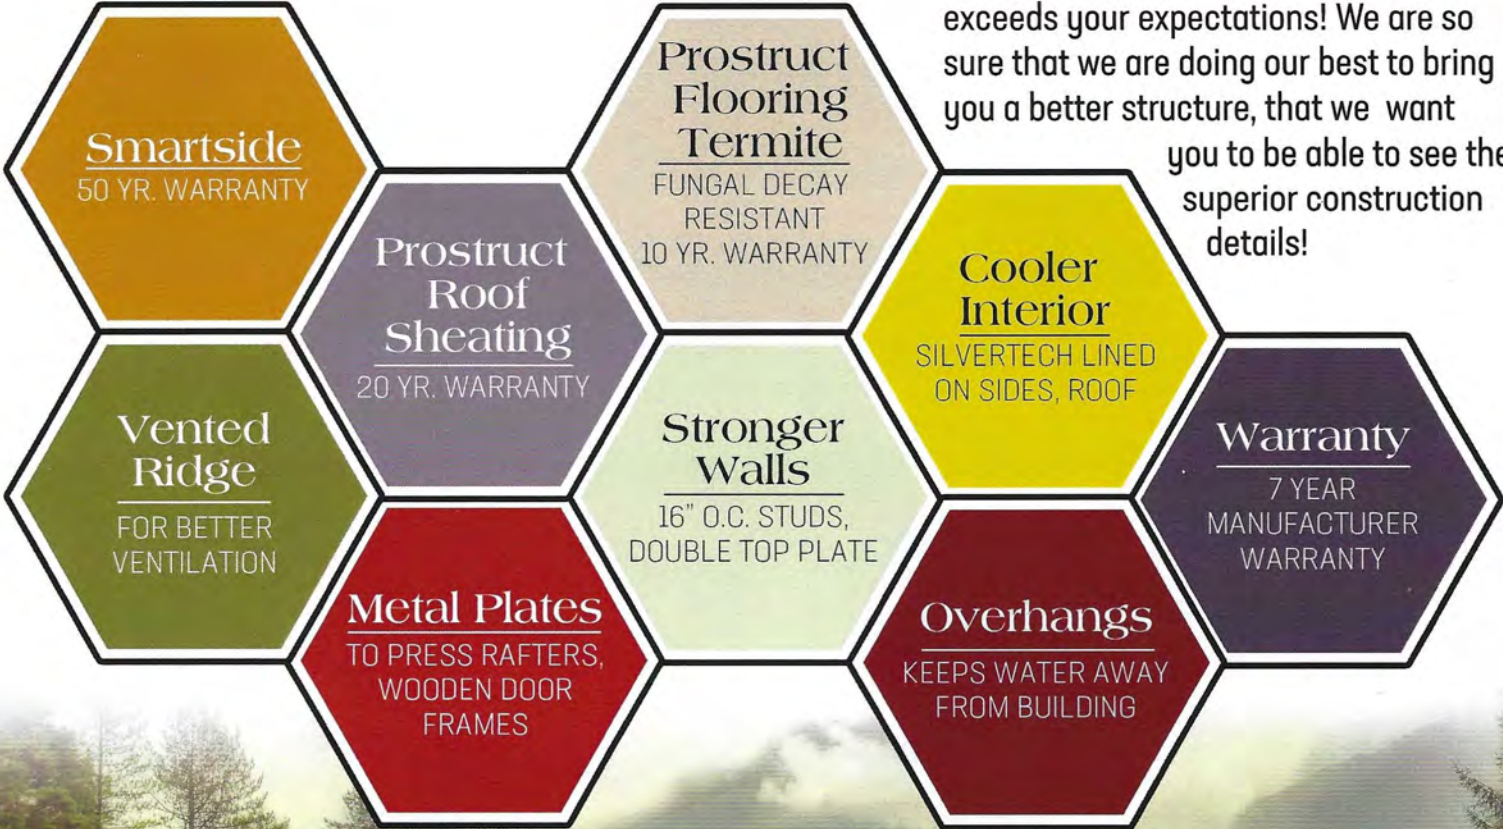 exceeds your expectations! We are so
sure that we are doing our best to bring
you a better structure, that we want
you to be able to see the
superior construction
details!
Smartside
50 YR. WARRANTY
Prostruct
Flooring
Termite
FUNGAL DECAY
RESISTANT
10 YR. WARRANTY
Prostruct
Roof
Sheating
20 YR. WARRANTY
Cooler
Interior
SILVERTECH LINED
ON SIDES, ROOF
Vented
Ridge
FOR BETTER
VENTILATION
Stronger
Walls
16" O.C. STUDS,
DOUBLE TOP PLATE
Warranty
7 YEAR
MANUFACTURER
WARRANTY
Metal Plates
TO PRESS RAFTERS,
WOODEN DOOR
FRAMES
Overhangs
KEEPS WATER AWAY
FROM BUILDING